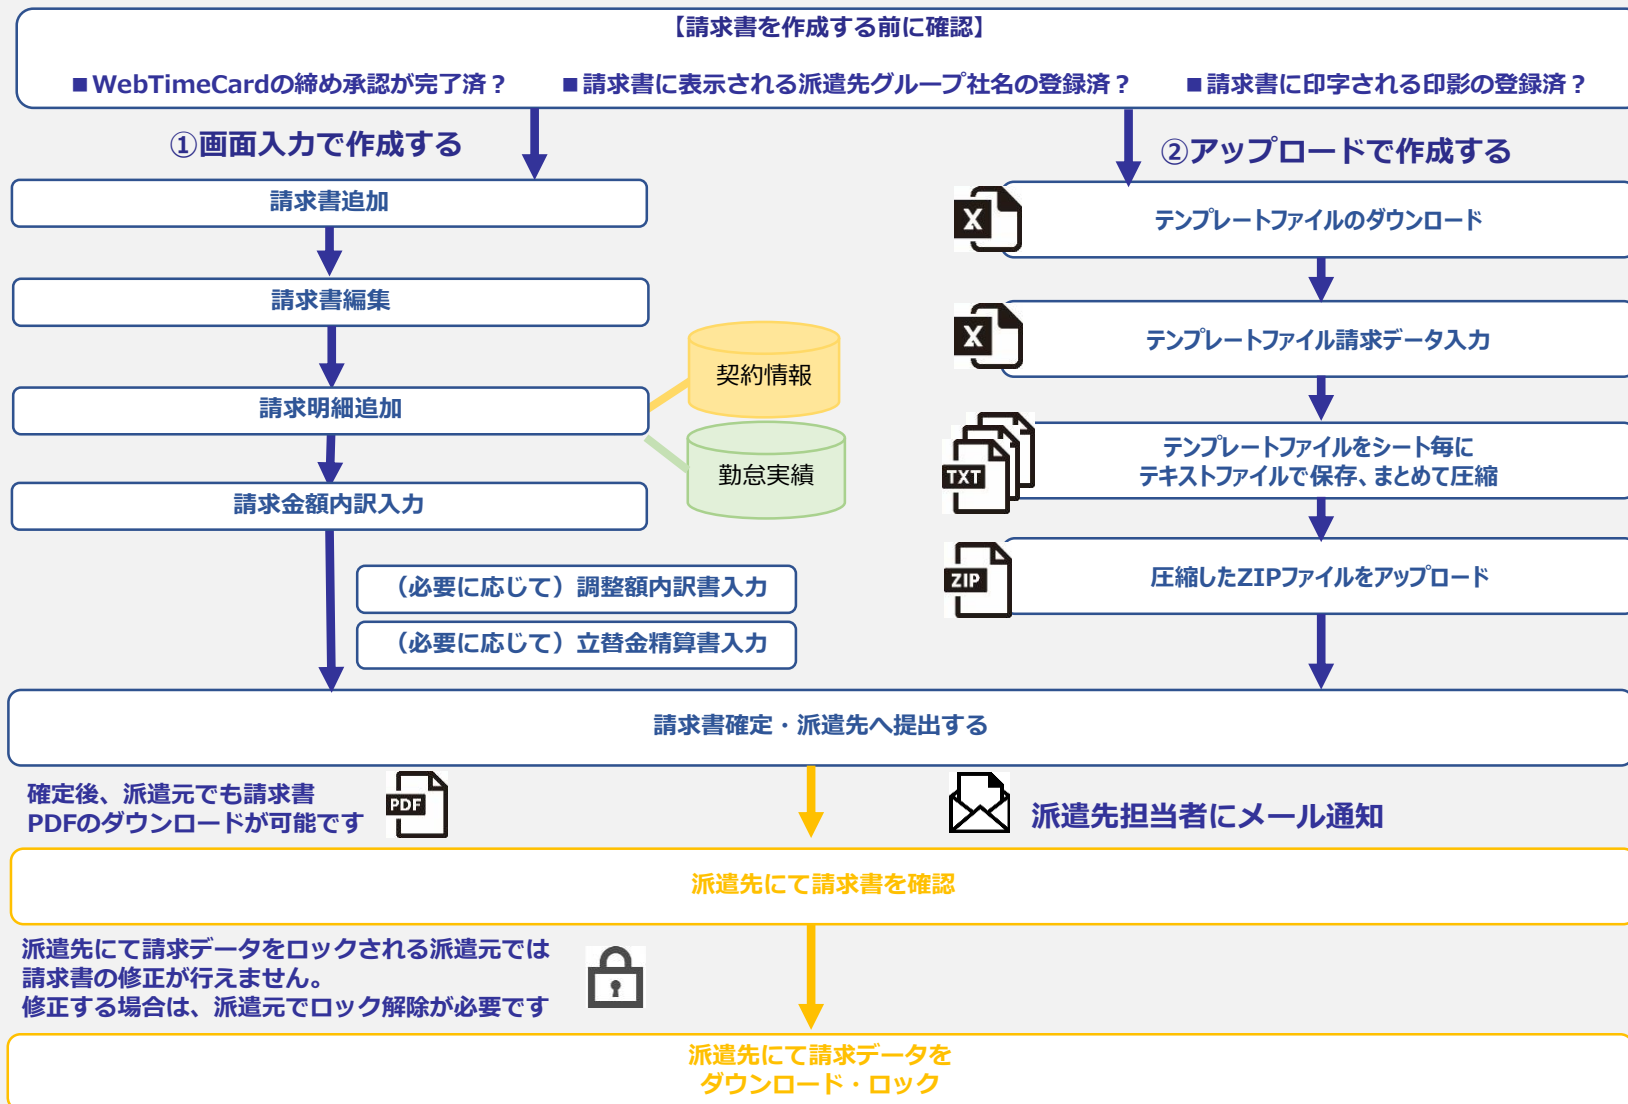 【請求書を作成する前に確認】
■WebTimeCardの締め承認が完了済？ ■請求書に表示される派遣先グループ社名の登録済？ ■請求書に印字される印影の登録済？
①画面入力で作成する
請求書追加
請求書編集
請求明細追加
契約情報
勤怠実績
請求金額内訳入力
（必要に応じて）調整額内訳書入力
（必要に応じて）立替金精算書入力
②アップロードで作成する
X
テンプレートファイルのダウンロード
X
テンプレートファイル請求データ入力
TXT
テンプレートファイルをシート毎に
テキストファイルで保存、まとめて圧縮
ZIP
圧縮したZIPファイルをアップロード
請求書確定・派遣先へ提出する
確定後、派遣元でも請求書
PDFのダウンロードが可能です
PDF
派遣先担当者にメール通知
派遣先にて請求書を確認
派遣先にて請求データをロックされる派遣元では
請求書の修正が行えません。
修正する場合は、派遣元でロック解除が必要です
派遣先にて請求データを
ダウンロード・ロック